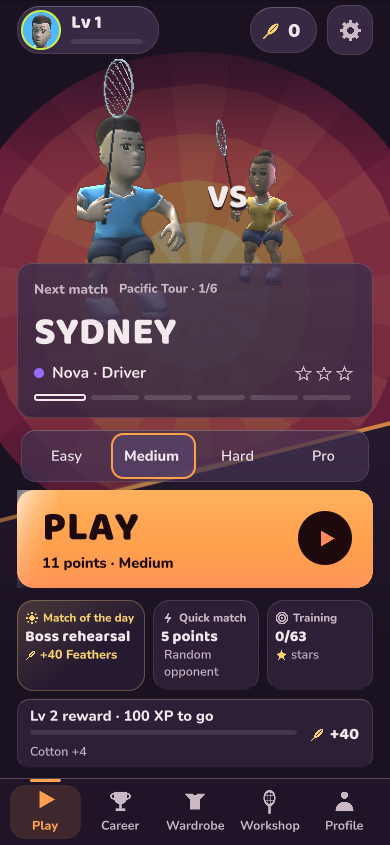 Lv 1
0
VS
Next match Pacific Tour · 1/6
SYDNEY
Nova · Driver
Easy Medium Hard Pro
PLAY
11 points · Medium
Match of the day
Boss rehearsal
+40 Feathers
Quick match
5 points
Random
opponent
Training
0/63
stars
Lv 2 reward · 100 XP to go
+40
Cotton +4
Play Career Wardrobe Workshop Profile